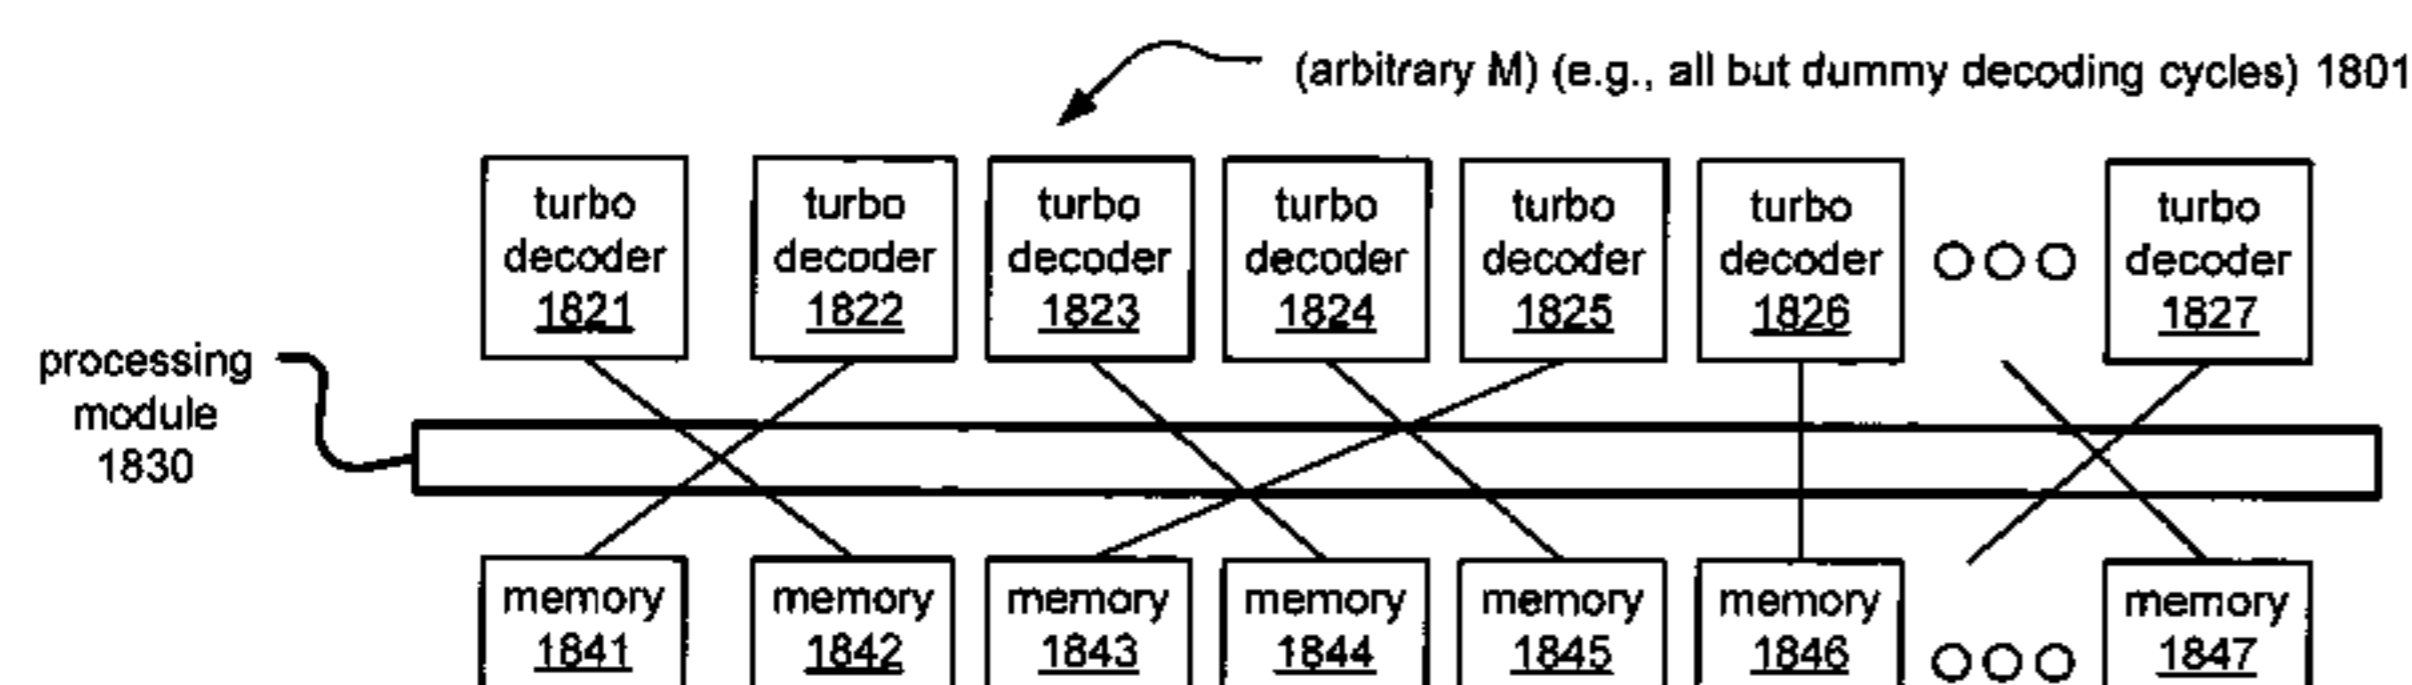 (arbitrary M) (e.g., all but dummy decoding cycles) 1801
turbo
decoder
1821
turbo
decoder
1822
turbo
decoder
1823
turbo
decoder
1824
turbo
decoder
1825
turbo
decoder
1826
turbo
decoder
1827
processing
module
1830
memory
1841
memory
1842
memory
1843
memory
1844
memory
1845
memory
1846
memory
1847